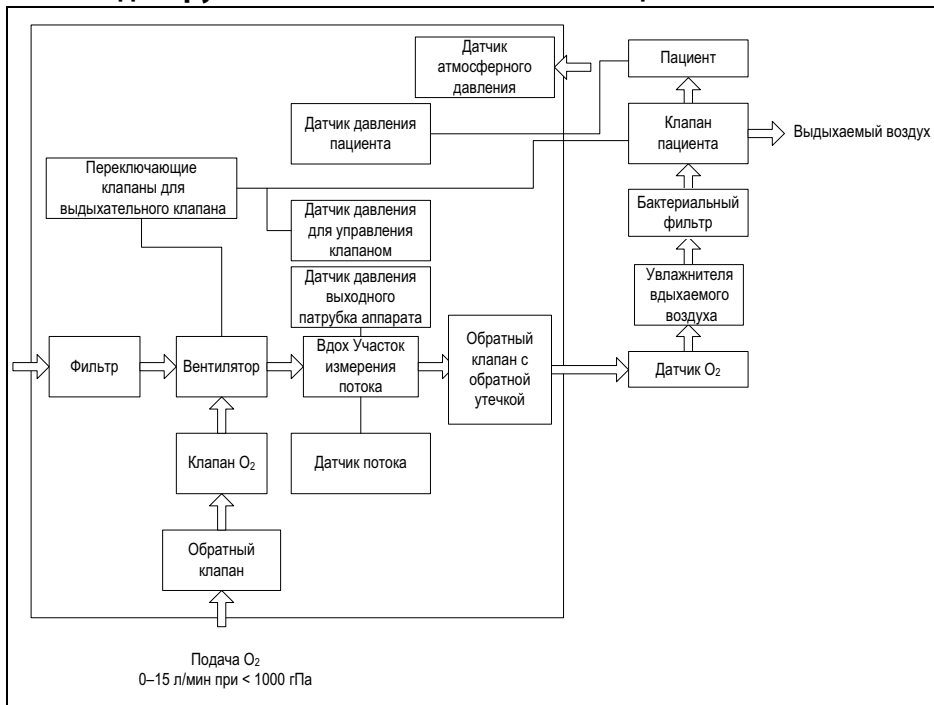 Датчик
атмосферного
давления
Пациент
Датчик давления
пациента
Клапан
пациента
Выдыхаемый воздух
Переключающие
клапаны для
выдыхательного клапана
Бактериальный
фильтр
Датчик давления
для управления
клапаном
Датчик давления
выходного
патрубка аппарата
Увлажнителя
вдыхаемого
воздуха
Фильтр
Вентилятор
Вдох Участок
измерения
потока
Обратный
клапан с
обратной
утечкой
Датчик O₂
Клапан O₂
Датчик потока
Обратный
клапан
Подача O₂
0–15 л/мин при < 1000 гПа